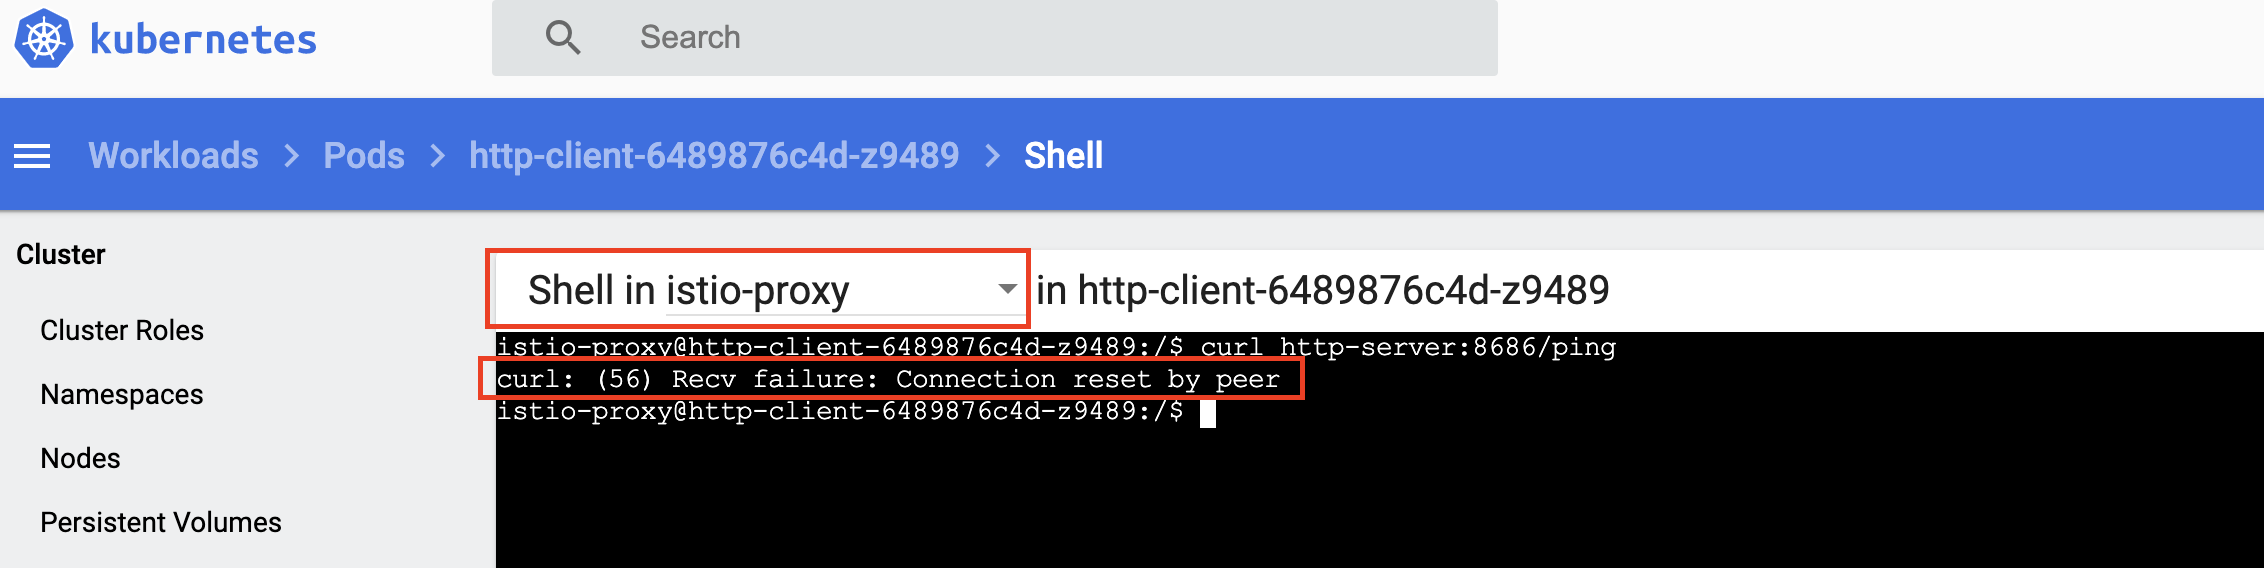 kubernetes
Search
Workloads > Pods > http-client-6489876c4d-z9489 > Shell
Cluster
Cluster Roles
Namespaces
Nodes
Persistent Volumes
Shell in istio-proxy in http-client-6489876c4d-z9489
istio-proxy@http-client-6489876c4d-z9489:/$ curl http-server:8686/ping
curl: (56) Recv failure: Connection reset by peer
istio-proxy@http-client-6489876c4d-z9489:/$